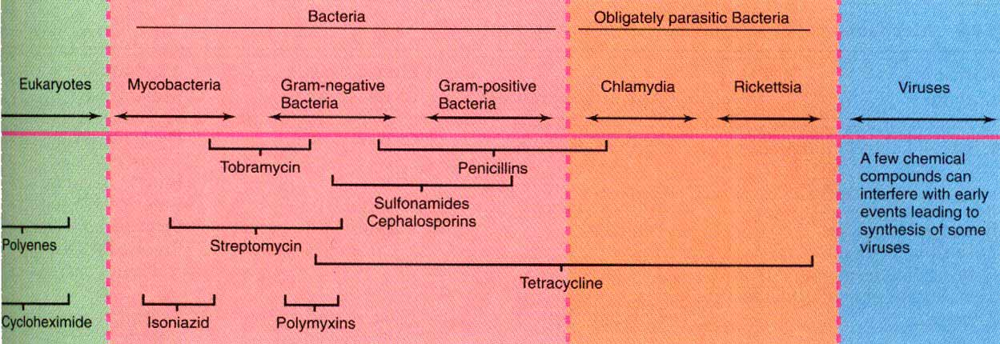 Bacteria
Obligately parasitic Bacteria
Eukaryotes
Mycobacteria
Gram-negative
Bacteria
Gram-positive
Bacteria
Chlamydia
Rickettsia
Viruses
Tobramycin
Penicillins
Sulfonamides
Cephalosporins
Polyenes
Streptomycin
Tetracycline
Cycloheximide
Isoniazid
Polymyxins
A few chemical
compounds can
interfere with early
events leading to
synthesis of some
viruses